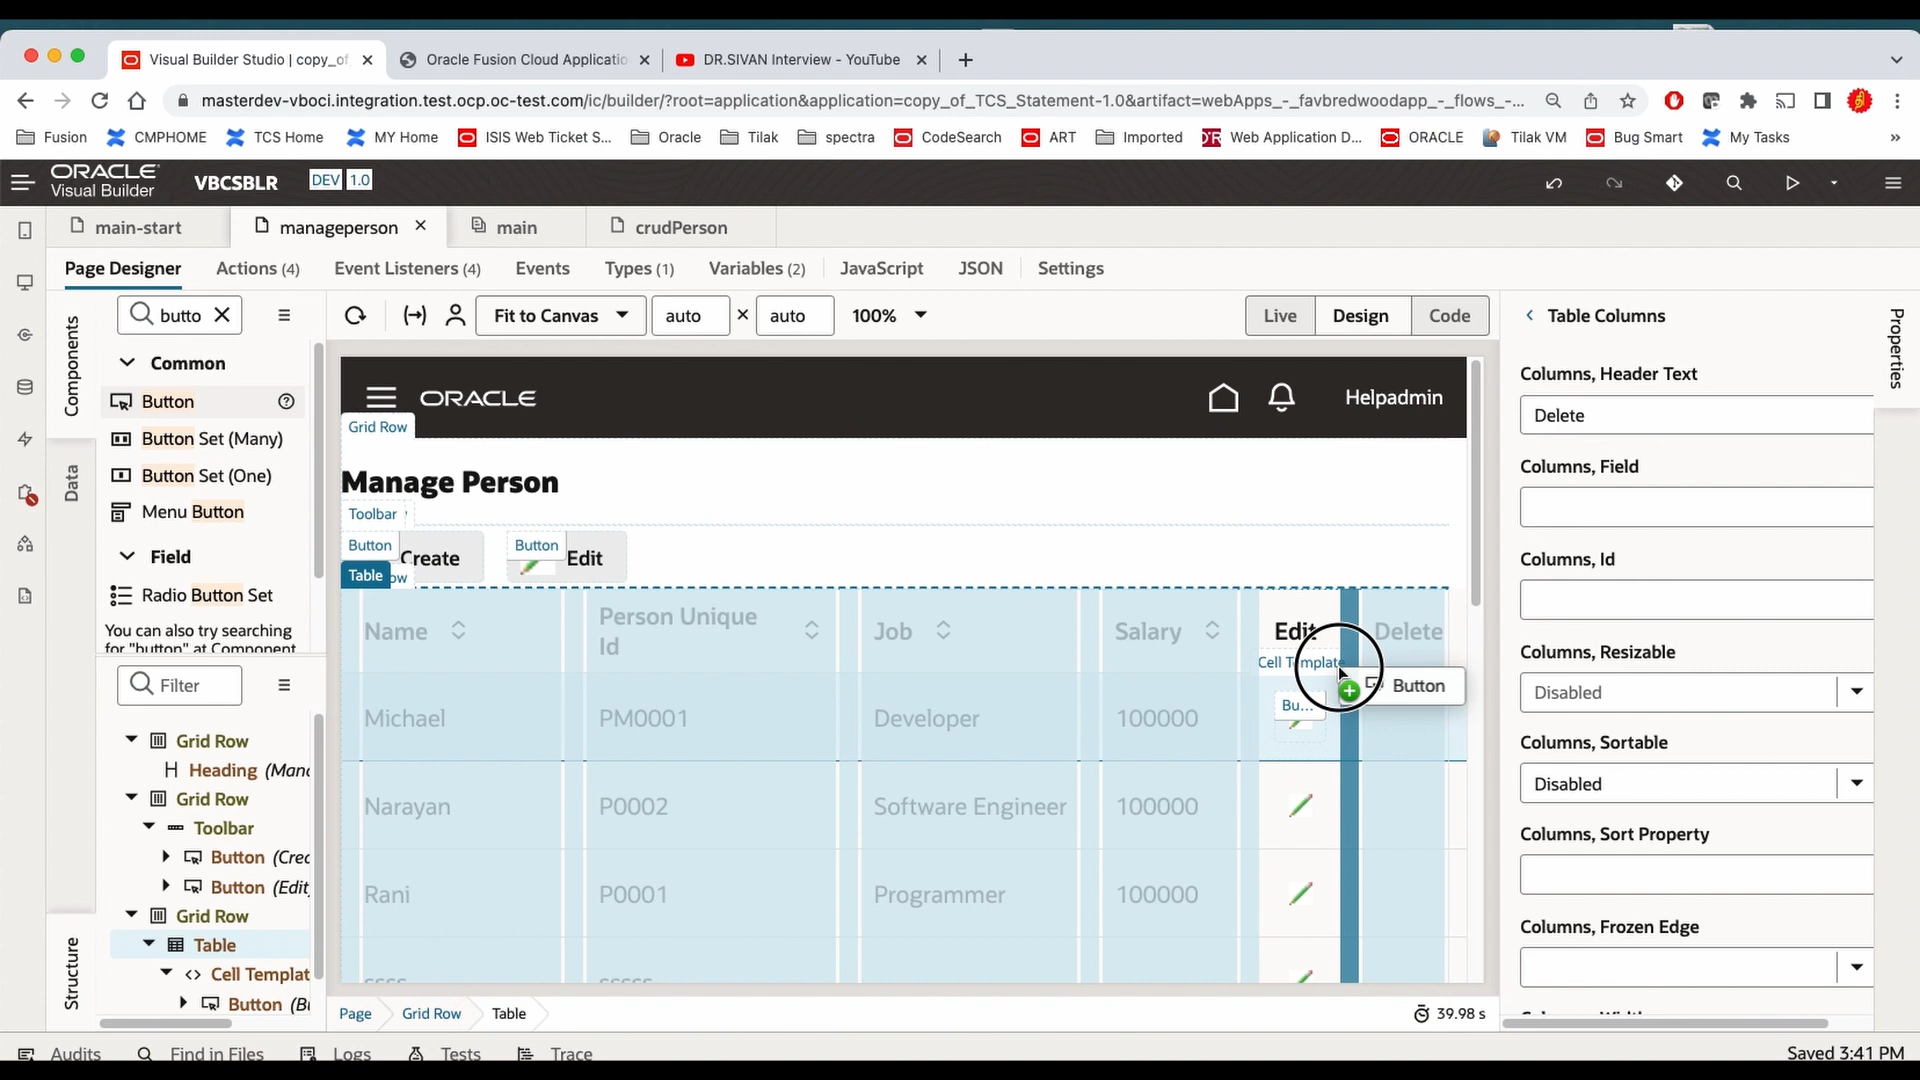 Visual Builder Studio | copy_of
Oracle Fusion Cloud Applicatio
DR.SIVAN Interview - YouTube
masterdev-vboci.integration.test.ocp.oc-test.com/ic/builder/?root=application&application=copy_of_TCS_Statement-1.0&artifact=webApps_-_favbredwoodapp_-_flows_-...
Fusion
CMPHOME
TCS Home
MY Home
ISIS Web Ticket S...
Oracle
Tilak
spectra
CodeSearch
ART
Imported
Web Application D...
ORACLE
Tilak VM
Bug Smart
My Tasks
»
ORACLE
Visual Builder
VBCSBLR
DEV 1.0
main-start
manageperson
main
crudPerson
Page Designer
Actions (4)
Event Listeners (4)
Events
Types (1)
Variables (2)
JavaScript
JSON
Settings
Components
Data
Structure
butto
Common
Button
Button Set (Many)
Button Set (One)
Menu Button
Field
Radio Button Set
You can also try searching
for "button" at Component
Filter
Grid Row
Heading (Mana
Grid Row
Toolbar
Button (Crea
Button (Edit
Grid Row
Table
Cell Templat
Button (Bu
Fit to Canvas
auto
×
auto
100%
Live
Design
Code
ORACLE
Helpadmin
Grid Row
Manage Person
Toolbar
Button
Create
Button
Edit
Table
ow
Name
Person Unique
Id
Job
Salary
Edit
Delete
Cell Template
Button
Michael
PM0001
Developer
100000
Bu...
Narayan
P0002
Software Engineer
100000
Rani
P0001
Programmer
100000
ssss
sssss
Page
Grid Row
Table
39.98 s
Table Columns
Properties
Columns, Header Text
Delete
Columns, Field
Columns, Id
Columns, Resizable
Disabled
Columns, Sortable
Disabled
Columns, Sort Property
Columns, Frozen Edge
Audits
Find in Files
Logs
Tests
Trace
Saved 3:41 PM